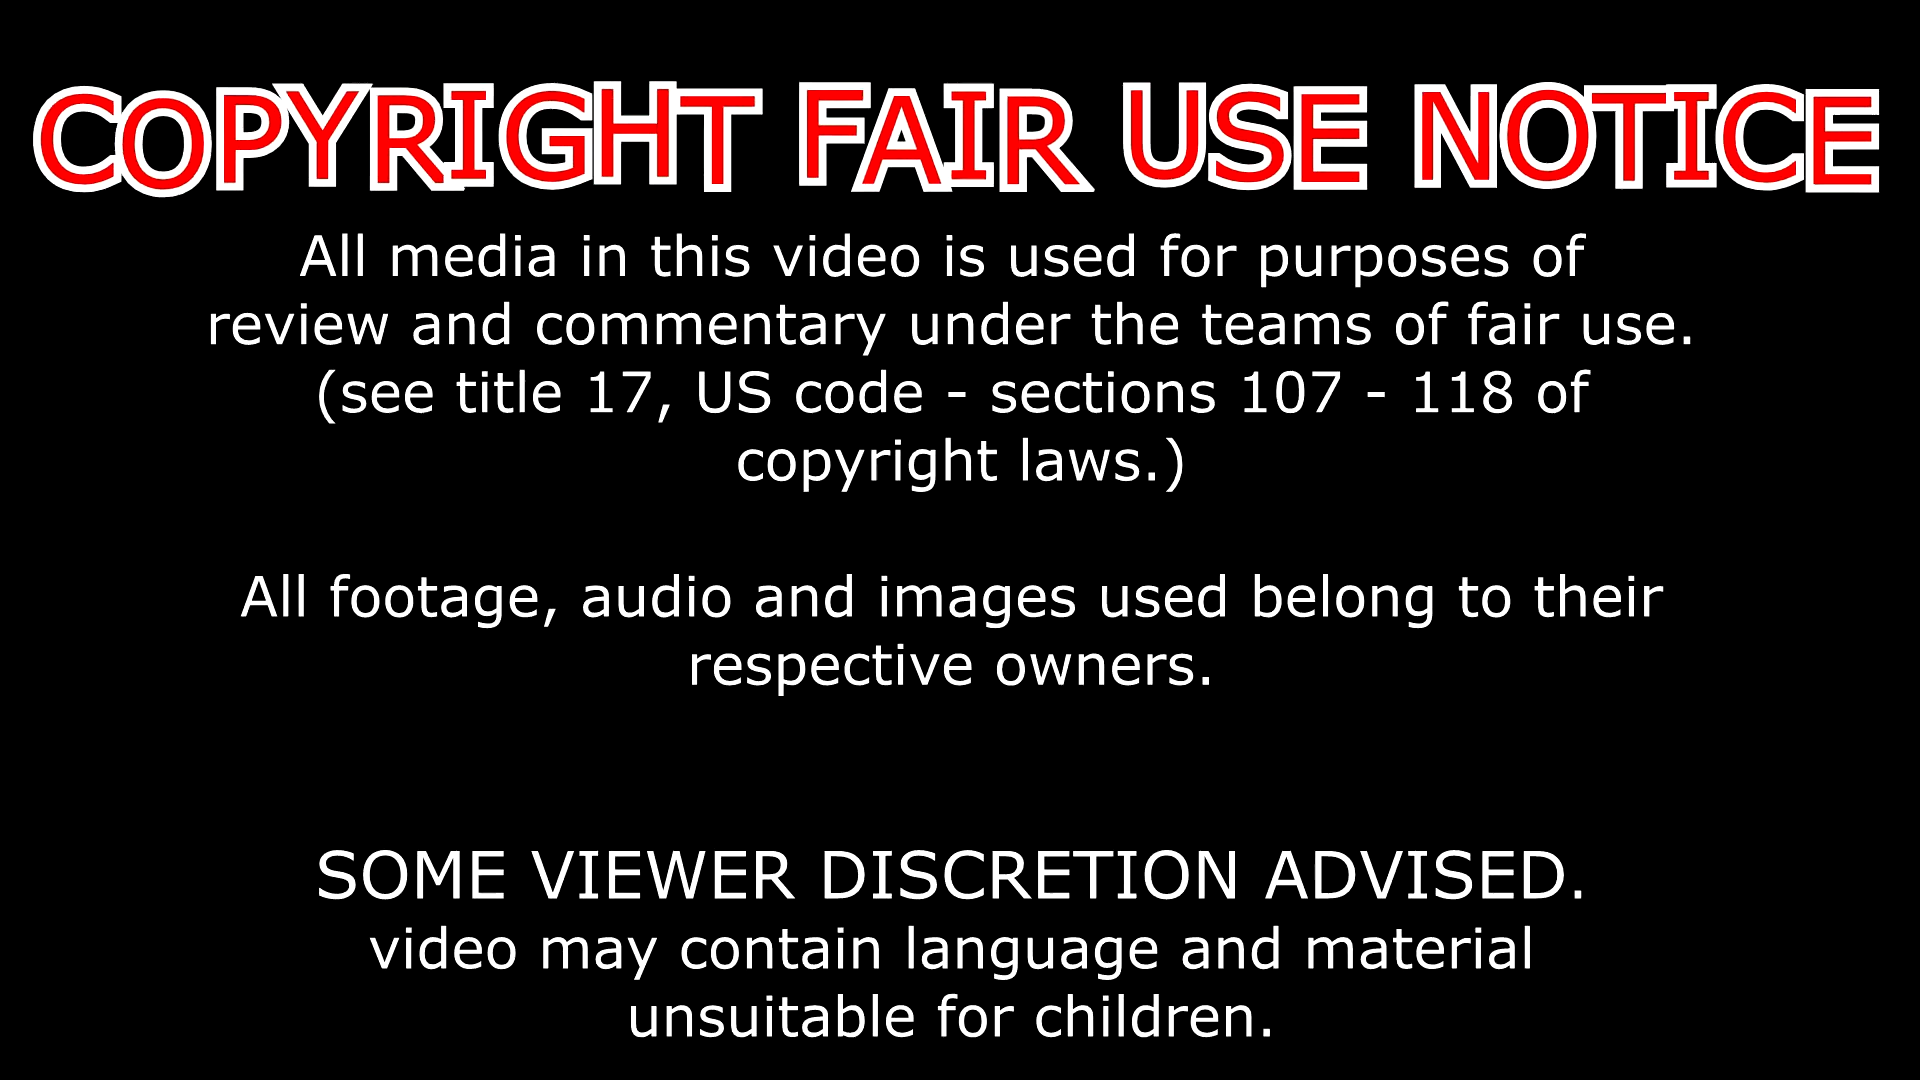 COPYRIGHT FAIR USE NOTICE
All media in this video is used for purposes of
review and commentary under the teams of fair use.
(see title 17, US code - sections 107 - 118 of
copyright laws.)
All footage, audio and images used belong to their
respective owners.
SOME VIEWER DISCRETION ADVISED.
video may contain language and material
unsuitable for children.